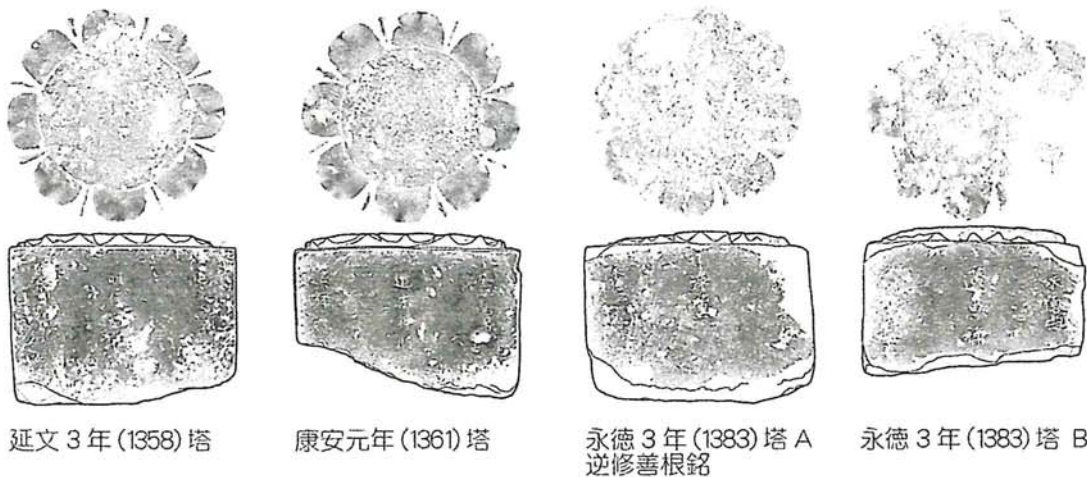 延文 3 年 (1358) 塔
康安元年 (1361) 塔
永徳 3 年 (1383) 塔 A
逆修善根銘
永徳 3 年 (1383) 塔 B